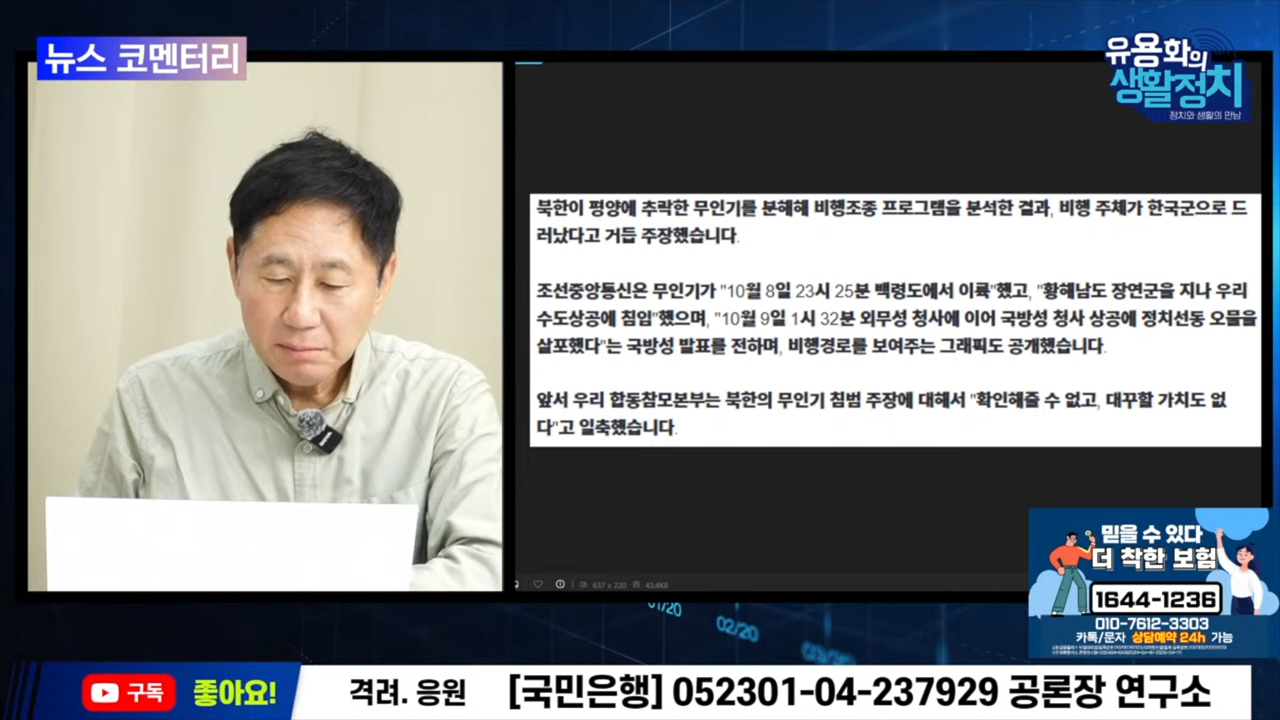 뉴스 코멘터리
유용화의
생활정치
정치와 생활의 만남
북한이 평양에 추락한 무인기를 분해해 비행조종 프로그램을 분석한 결과, 비행 주체가 한국군으로 드
러났다고 거듭 주장했습니다.
조선중앙통신은 무인기가 "10월 8일 23시 25분 백령도에서 이륙"했고, "황해남도 장연군을 지나 우리
수도상공에 침입"했으며, "10월 9일 1시 32분 외무성 청사에 이어 국방성 청사 상공에 정치선동 오물을
살포했다"는 국방성 발표를 전하며, 비행경로를 보여주는 그래픽도 공개했습니다.
앞서 우리 합동참모본부는 북한의 무인기 침범 주장에 대해서 "확인해줄 수 없고, 대꾸할 가치도 없
다"고 일축했습니다.
637 x 220
43.4KB
01/20
02/20
믿을 수 있다
더 착한 보험
1644-1236
010-7612-3303
카톡/문자 상담예약 24h 가능
구독
좋아요!
격려. 응원 [국민은행] 052301-04-237929 공론장 연구소